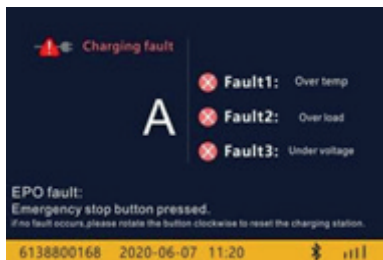 Charging fault
Fault1: Over temp
A
Fault2: Over load
Fault3: Under voltage
EPO fault:
Emergency stop button pressed.
if no fault occurs,please rotate the button clockwise to reset the charging station.
6138800168 2020-06-07 11:20